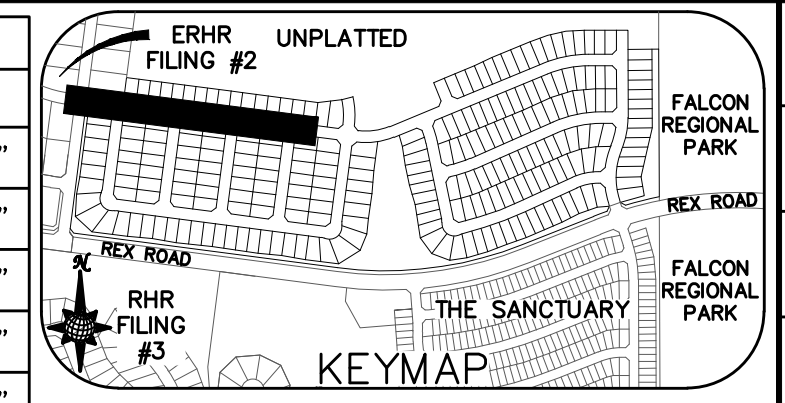 ERHR
FILING #2
UNPLATTED
FALCON
REGIONAL
PARK
REX ROAD
REX ROAD
N
RHR
FILING
#3
THE SANCTUARY
FALCON
REGIONAL
PARK
KEYMAP
"
"
"
"
"